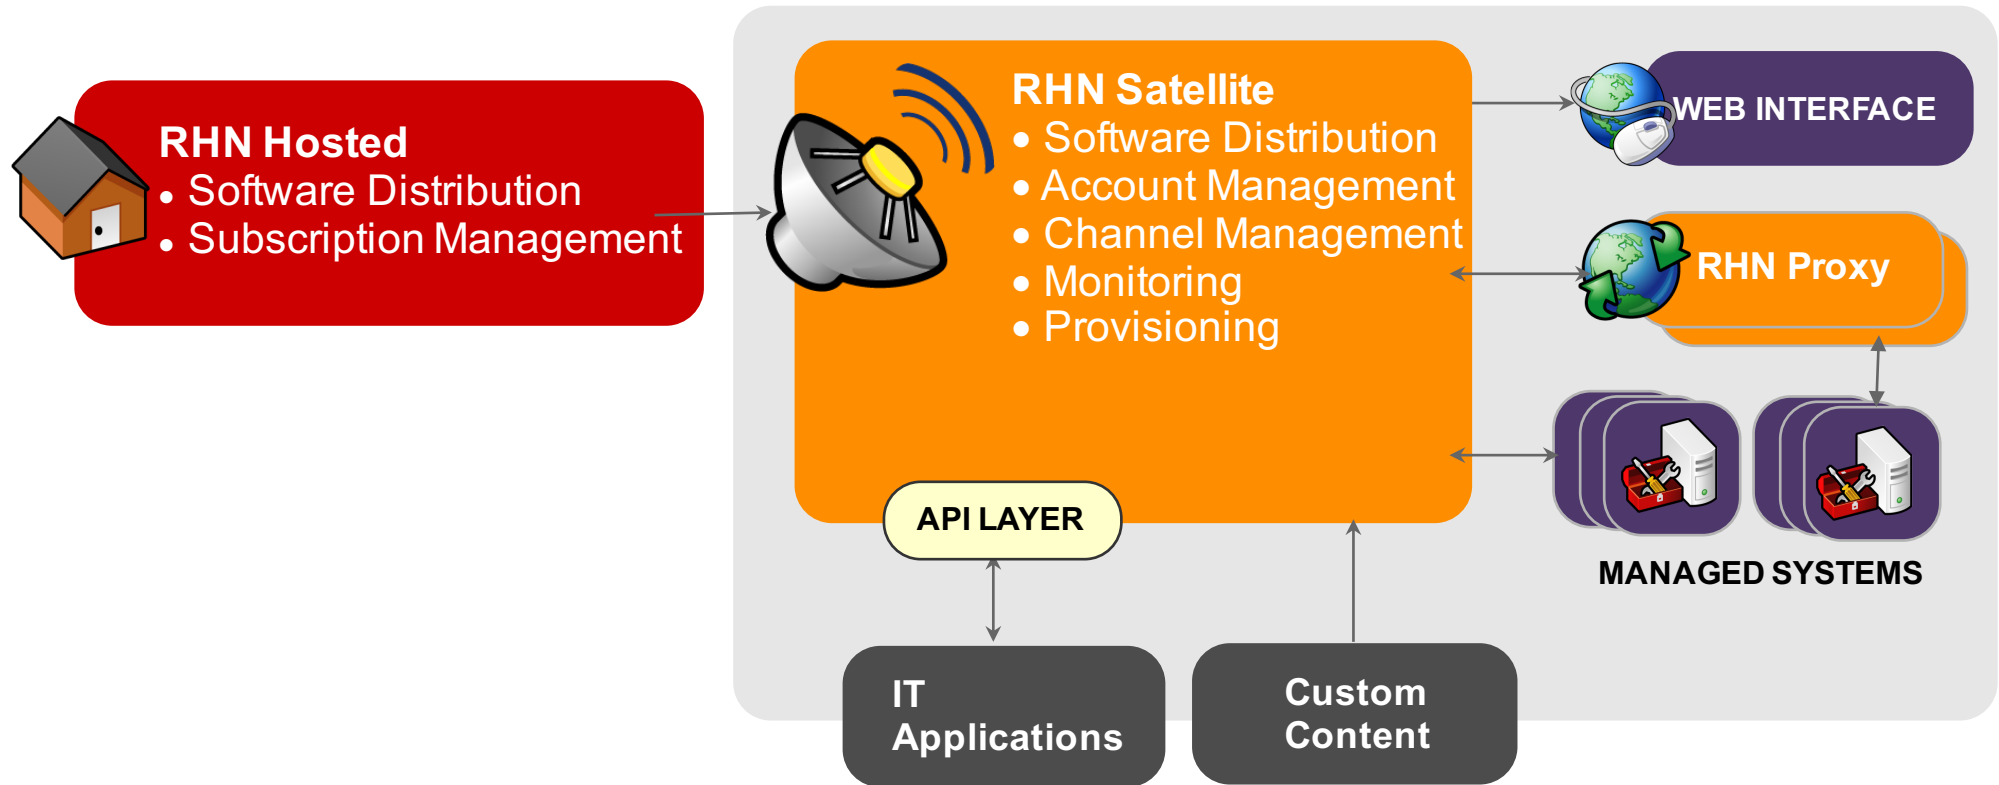 RHN Hosted
• Software Distribution
• Subscription Management
RHN Satellite
• Software Distribution
• Account Management
• Channel Management
• Monitoring
• Provisioning
API LAYER
WEB INTERFACE
RHN Proxy
MANAGED SYSTEMS
IT
Applications
Custom
Content